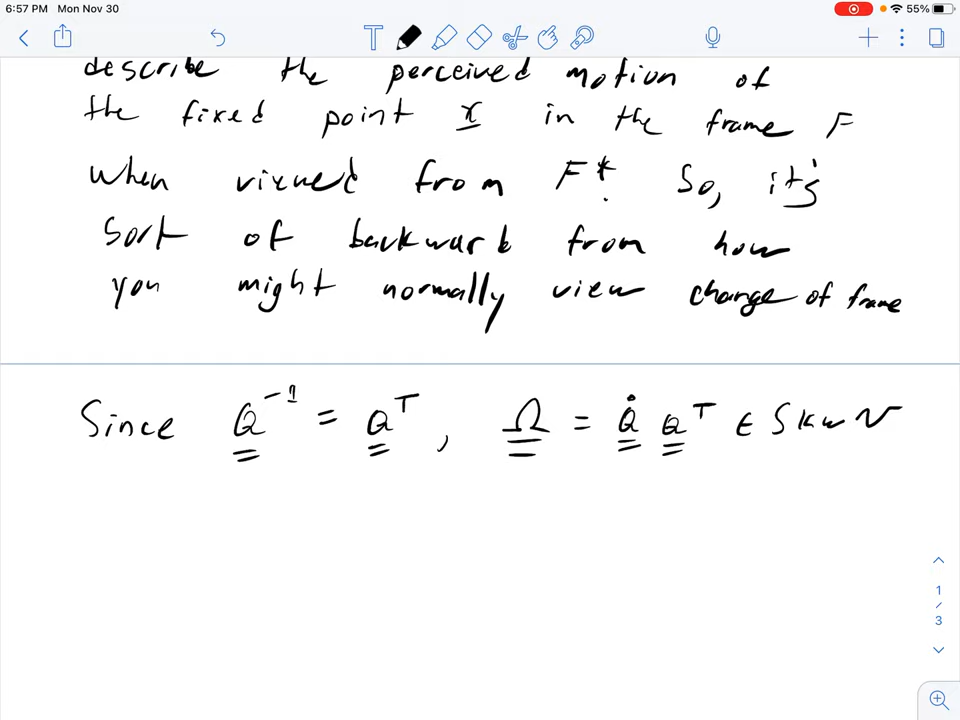 6:57 PM Mon Nov 30 55%
T
describe the perceived motion of
the fixed point x in the frame F
when viewed from F* So, it's
sort of backward from how
you might normally view change of frame
Since Q⁻¹ = Qᵀ, Ω = Q̇ Qᵀ ∈ Skw V
1
/
3